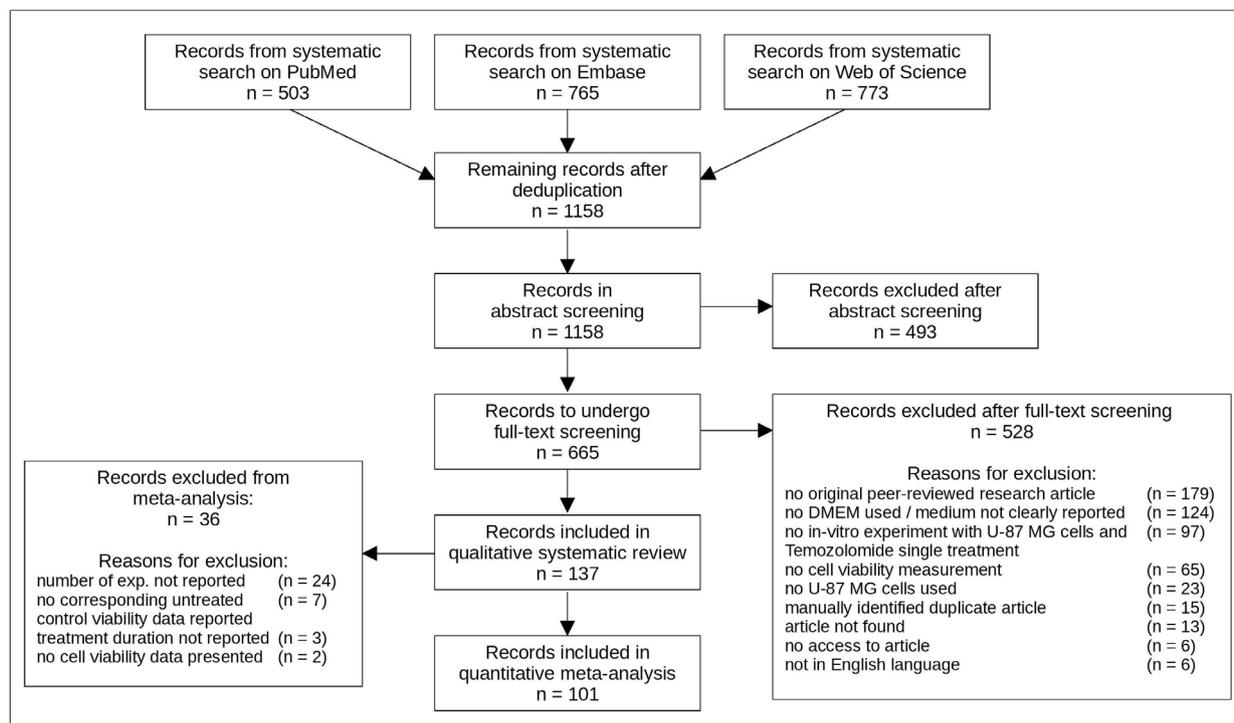 Records from systematic
search on PubMed
n = 503
Records from systematic
search on Embase
n = 765
Records from systematic
search on Web of Science
n = 773
Remaining records after
deduplication
n = 1158
Records in
abstract screening
n = 1158
Records excluded after
abstract screening
n = 493
Records to undergo
full-text screening
n = 665
Records excluded after full-text screening
n = 528
Reasons for exclusion:
no original peer-reviewed research article (n = 179)
no DMEM used / medium not clearly reported (n = 124)
no in-vitro experiment with U-87 MG cells and (n = 97)
Temozolomide single treatment
no cell viability measurement (n = 65)
no U-87 MG cells used (n = 23)
manually identified duplicate article (n = 15)
article not found (n = 13)
no access to article (n = 6)
not in English language (n = 6)
Records included in
qualitative systematic review
n = 137
Records excluded from
meta-analysis:
n = 36
Reasons for exclusion:
number of exp. not reported (n = 24)
no corresponding untreated (n = 7)
control viability data reported
treatment duration not reported (n = 3)
no cell viability data presented (n = 2)
Records included in
quantitative meta-analysis
n = 101